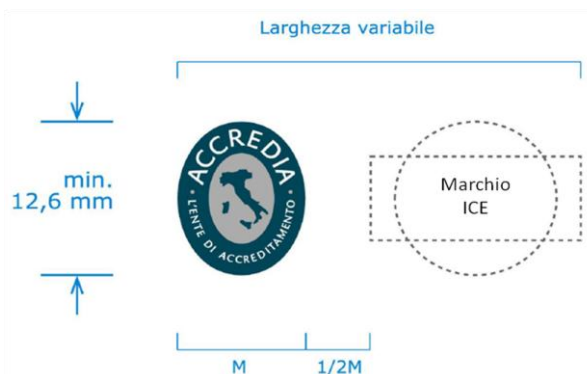 Larghezza variabile
min.
12,6 mm
ACCREDIA
• L'ENTE DI ACCREDITAMENTO •
Marchio
ICE
M
1/2M